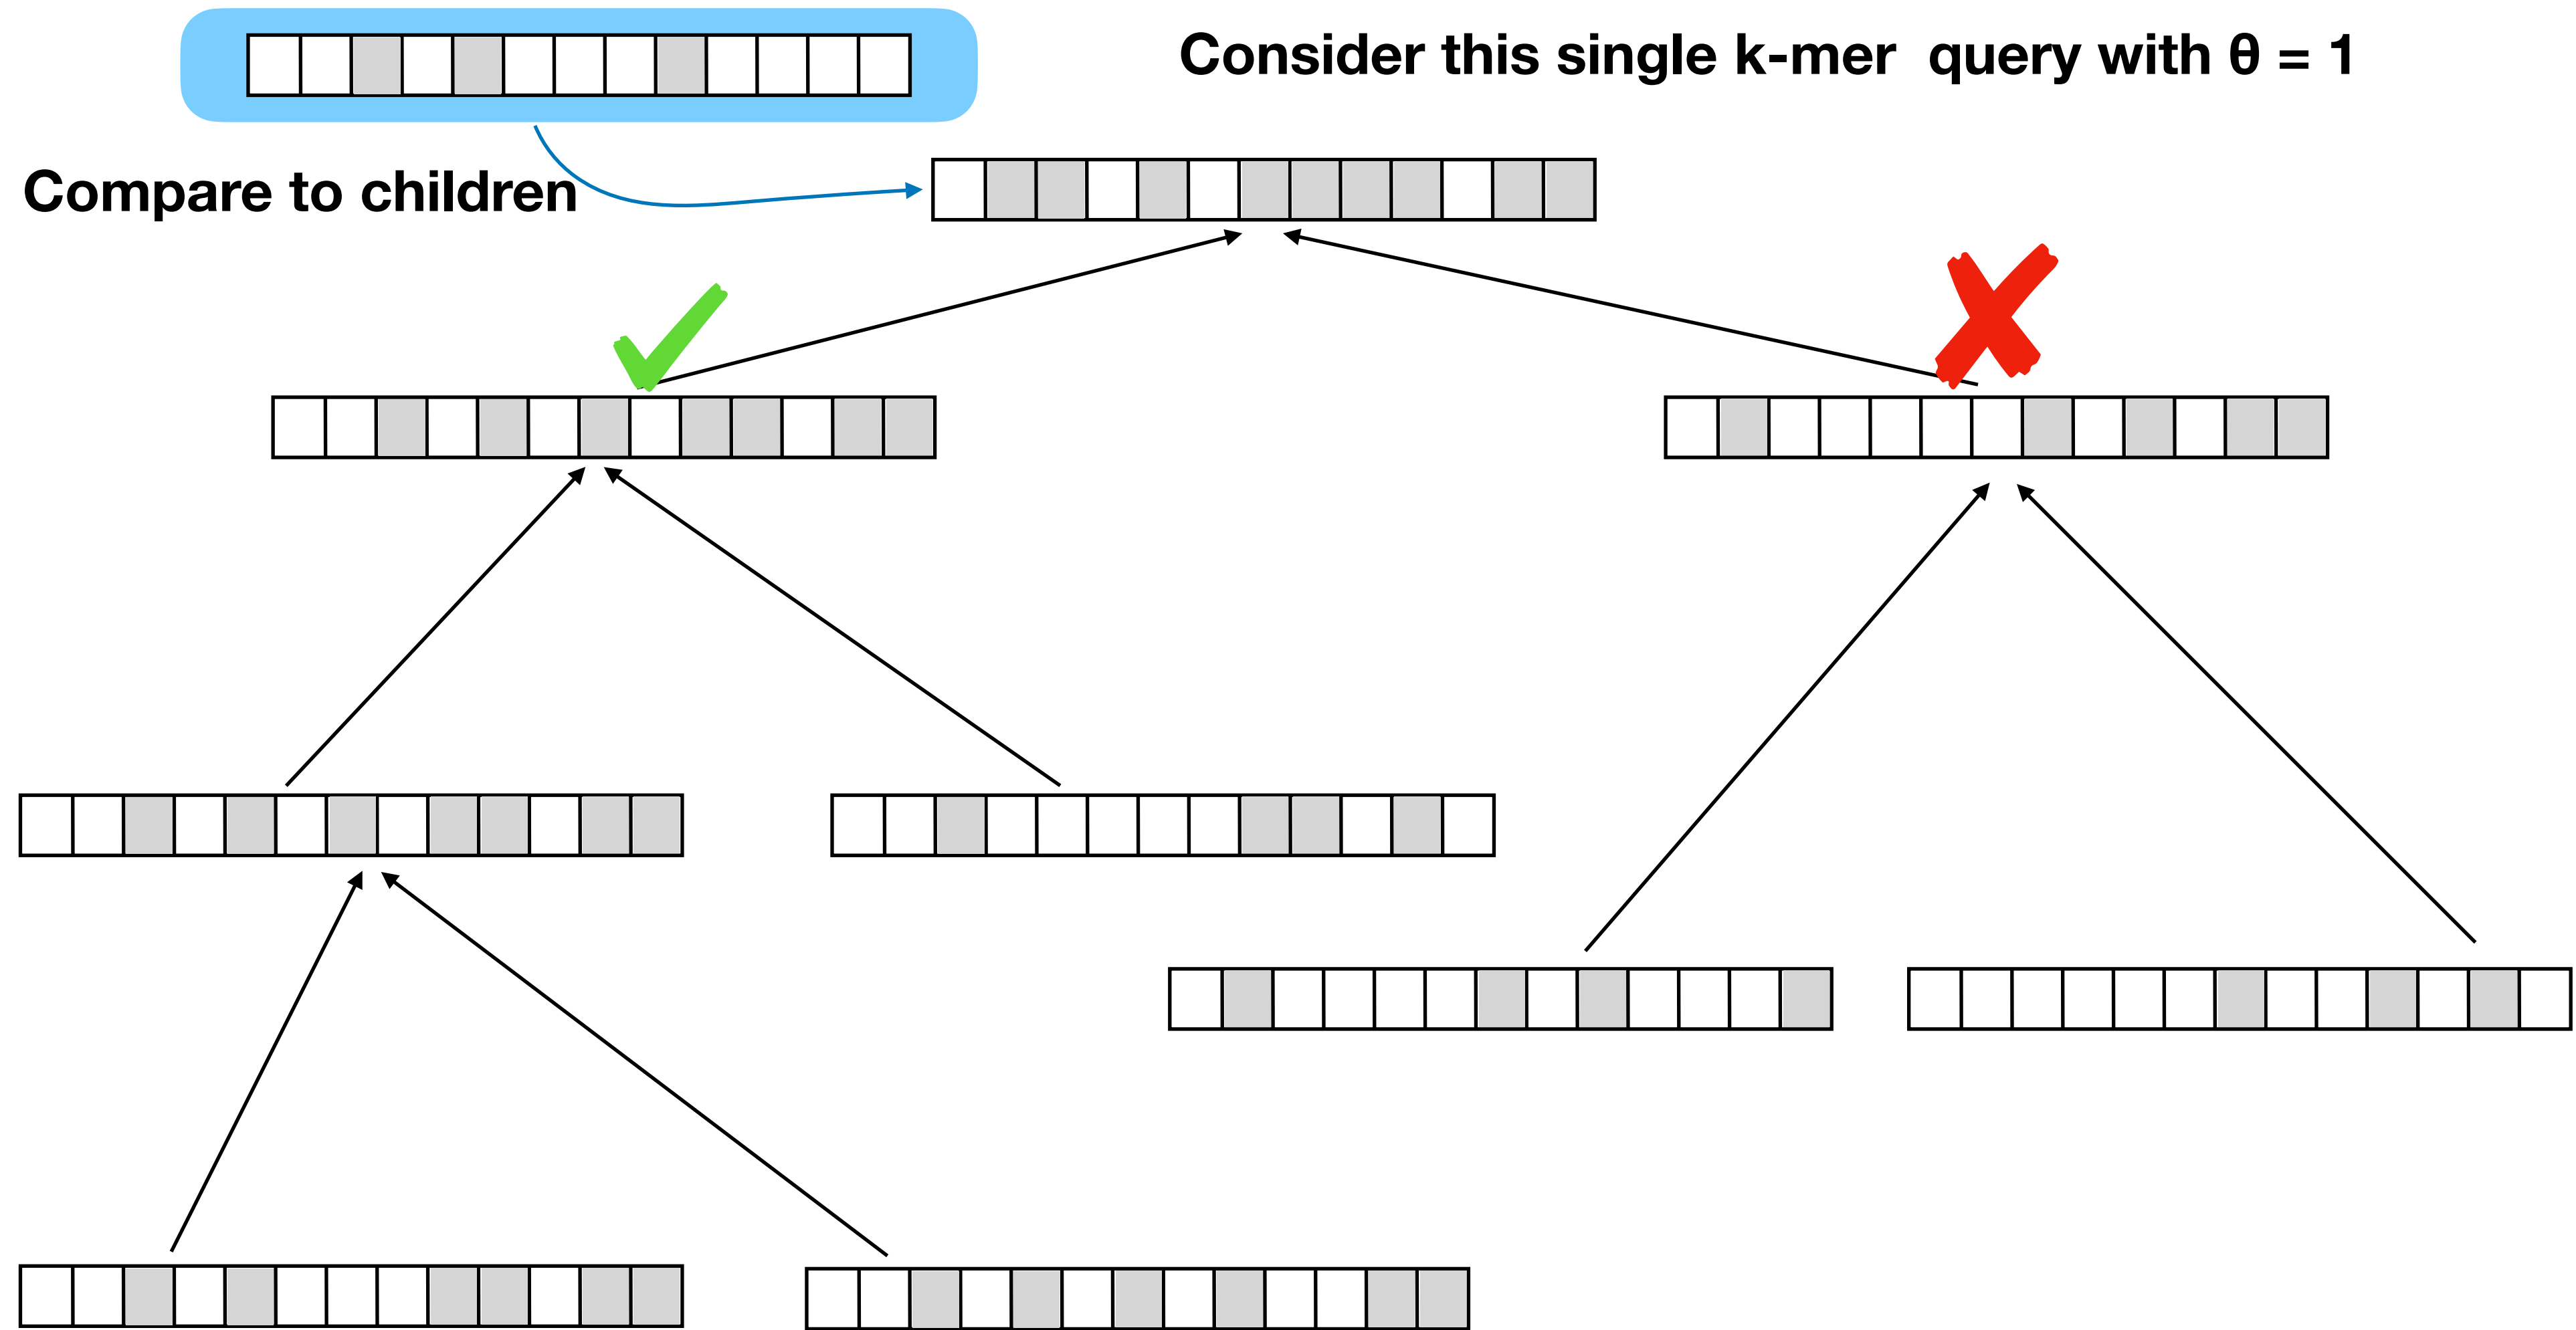 Consider this single k-mer query with θ = 1
Compare to children